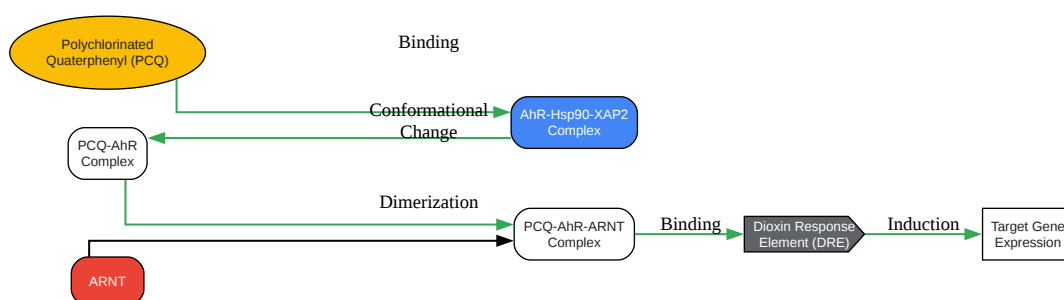 Polychlorinated
Quaterphenyl (PCQ)
Binding
Conformational
Change
AhR-Hsp90-XAP2
Complex
PCQ-AhR
Complex
Dimerization
PCQ-AhR-ARNT
Complex
Binding
Dioxin Response
Element (DRE)
Induction
Target Gene
Expression
ARNT